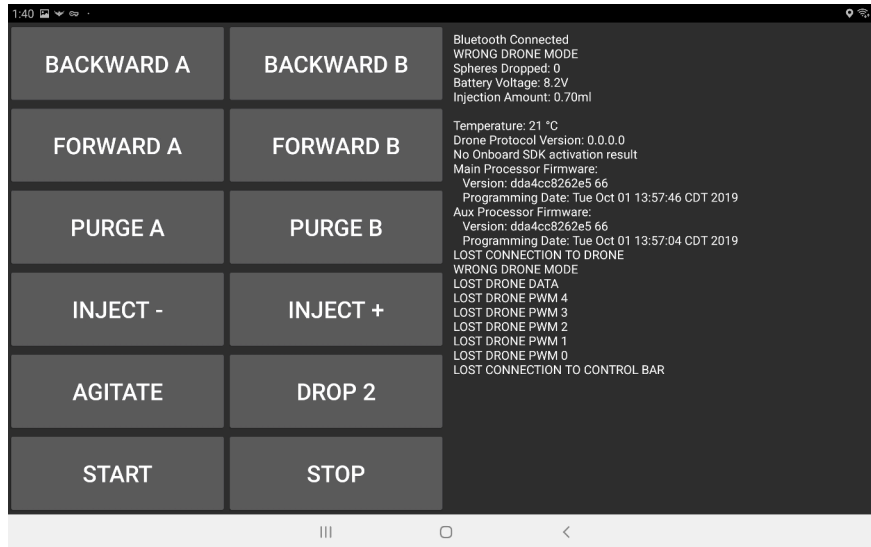 1:40
BACKWARD A
BACKWARD B
FORWARD A
FORWARD B
PURGE A
PURGE B
INJECT -
INJECT +
AGITATE
DROP 2
START
STOP
Bluetooth Connected
WRONG DRONE MODE
Spheres Dropped: 0
Battery Voltage: 8.2V
Injection Amount: 0.70ml
Temperature: 21 °C
Drone Protocol Version: 0.0.0.0
No Onboard SDK activation result
Main Processor Firmware:
Version: dda4cc8262e5 66
Programming Date: Tue Oct 01 13:57:46 CDT 2019
Aux Processor Firmware:
Version: dda4cc8262e5 66
Programming Date: Tue Oct 01 13:57:04 CDT 2019
LOST CONNECTION TO DRONE
WRONG DRONE MODE
LOST DRONE DATA
LOST DRONE PWM 4
LOST DRONE PWM 3
LOST DRONE PWM 2
LOST DRONE PWM 1
LOST DRONE PWM 0
LOST CONNECTION TO CONTROL BAR